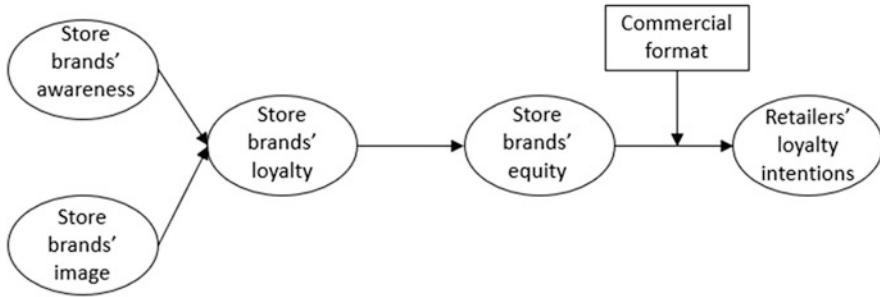 Store
brands'
awareness
Store
brands'
image
Store
brands'
loyalty
Store
brands'
equity
Commercial
format
Retailers'
loyalty
intentions